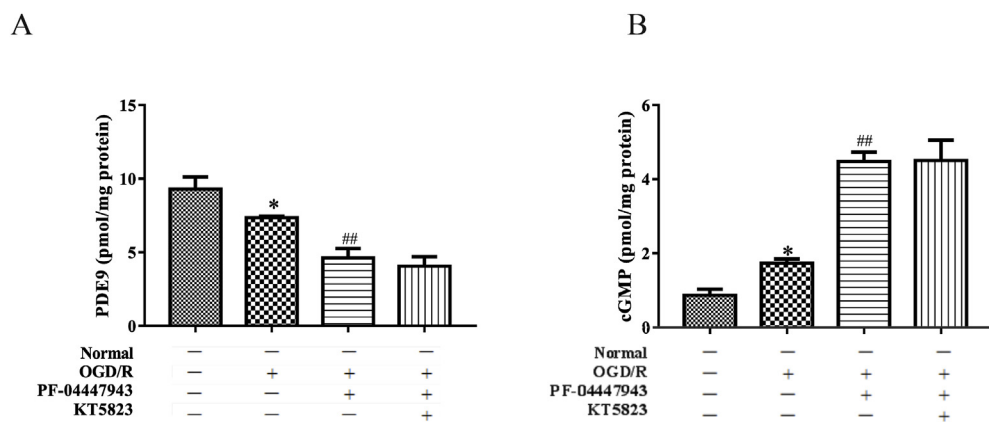 A
B
15
10
5
0
PDE9 (pmol/mg protein)
*
##
Normal − − − −
OGD/R − + + +
PF-04447943 − − + +
KT5823 − − − +
6
4
2
0
cGMP (pmol/mg protein)
*
##
Normal − − − −
OGD/R − + + +
PF-04447943 − − + +
KT5823 − − − +